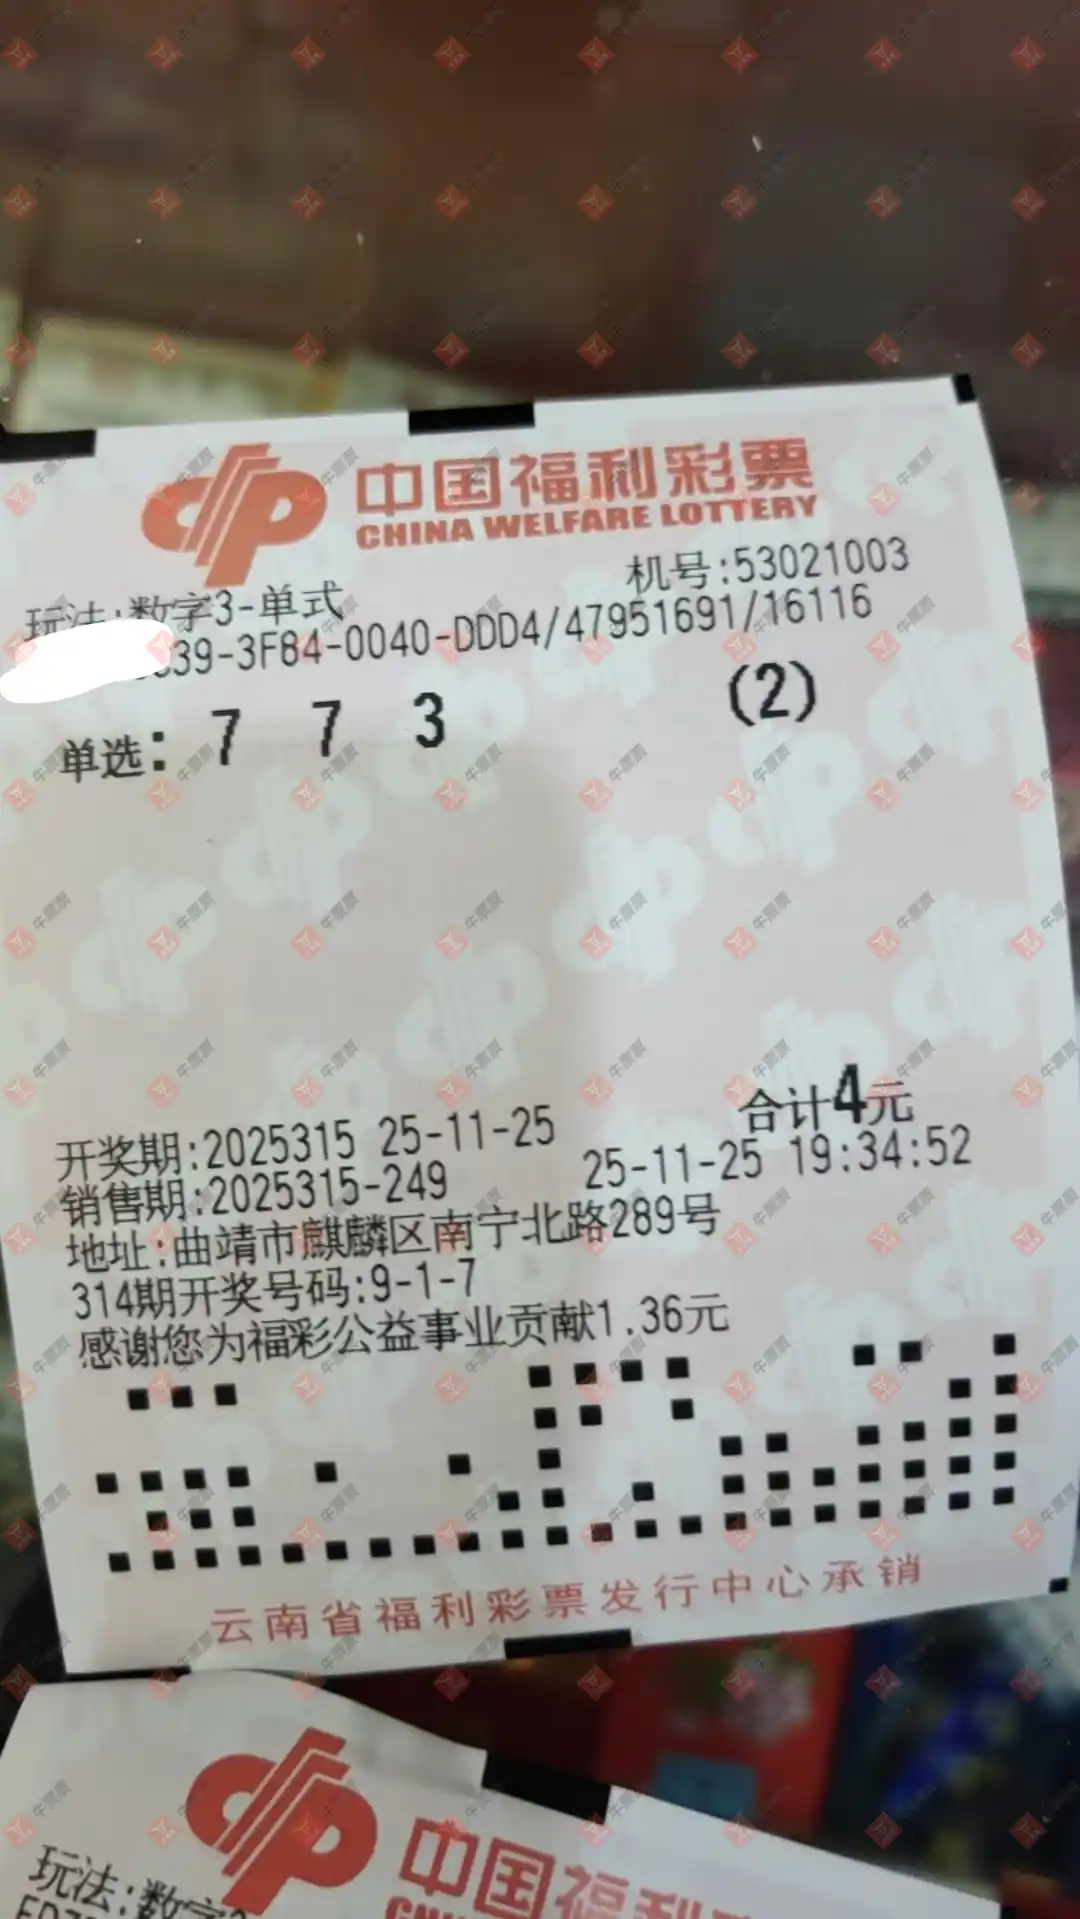 中国福利彩票
CHINA WELFARE LOTTERY
机号:53021003
玩法:数字3-单式
39-3F84-0040-DDD4/47951691/16116
单选: 7 7 3 (2)
合计4元
开奖期:2025315 25-11-25
销售期:2025315-249 25-11-25 19:34:52
地址:曲靖市麒麟区南宁北路289号
314期开奖号码:9-1-7
感谢您为福彩公益事业贡献1.36元
云南省福利彩票发行中心承销
中国福利
玩法:数字3
牛票票